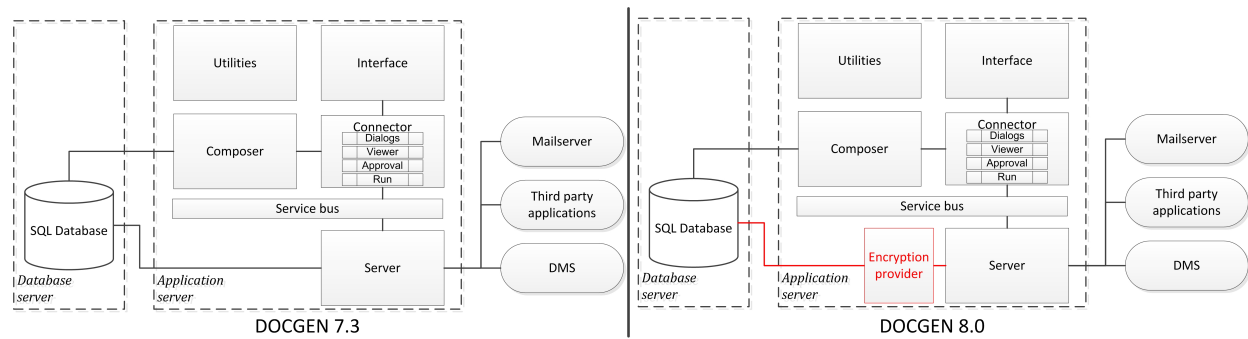 Utilities
Interface
Composer
Connector
Dialogs
Viewer
Approval
Run
Service bus
SQL Database
Server
Mailserver
Third party
applications
DMS
Database
server
Application
server
DOCGEN 7.3
Utilities
Interface
Composer
Connector
Dialogs
Viewer
Approval
Run
Service bus
SQL Database
Encryption
provider
Server
Mailserver
Third party
applications
DMS
Database
server
Application
server
DOCGEN 8.0